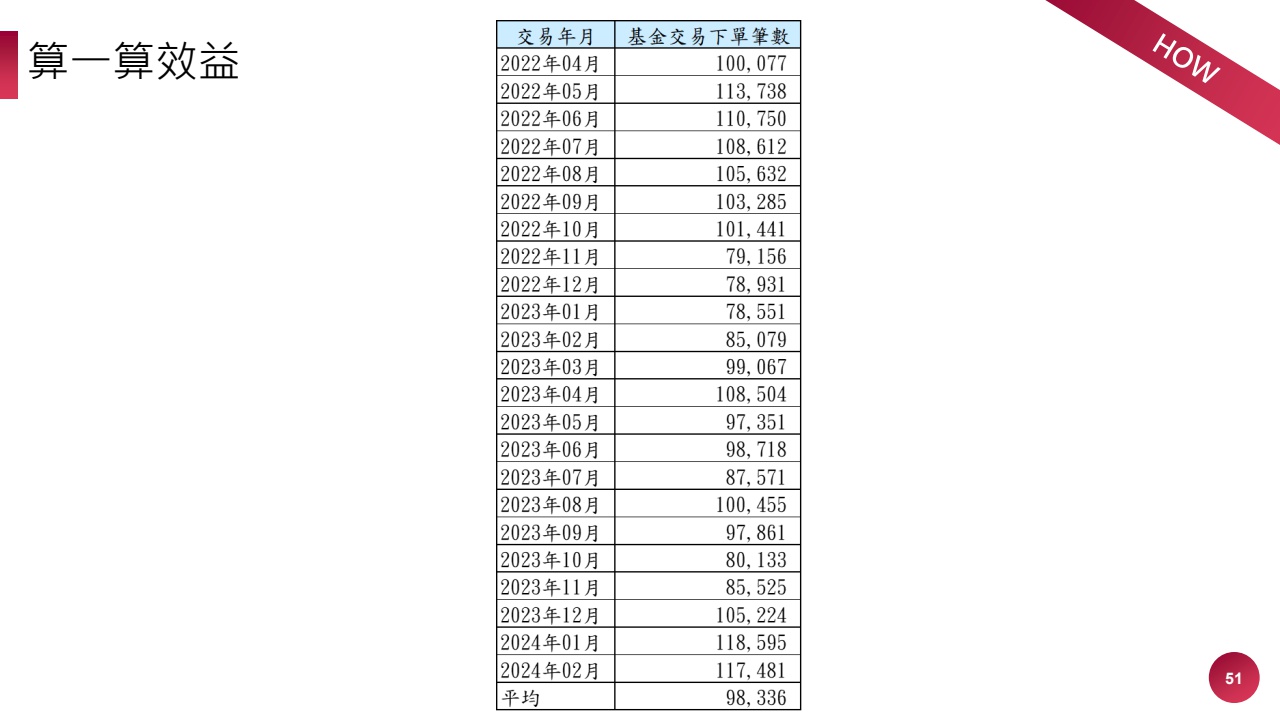 算一算效益
HOW
交易年月 基金交易下單筆數
2022年04月 100,077
2022年05月 113,738
2022年06月 110,750
2022年07月 108,612
2022年08月 105,632
2022年09月 103,285
2022年10月 101,441
2022年11月 79,156
2022年12月 78,931
2023年01月 78,551
2023年02月 85,079
2023年03月 99,067
2023年04月 108,504
2023年05月 97,351
2023年06月 98,718
2023年07月 87,571
2023年08月 100,455
2023年09月 97,861
2023年10月 80,133
2023年11月 85,525
2023年12月 105,224
2024年01月 118,595
2024年02月 117,481
平均 98,336
51